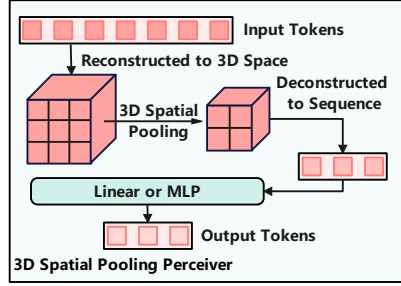 Input Tokens
Reconstructed to 3D Space
3D Spatial
Pooling
Deconstructed
to Sequence
Linear or MLP
Output Tokens
3D Spatial Pooling Perceiver